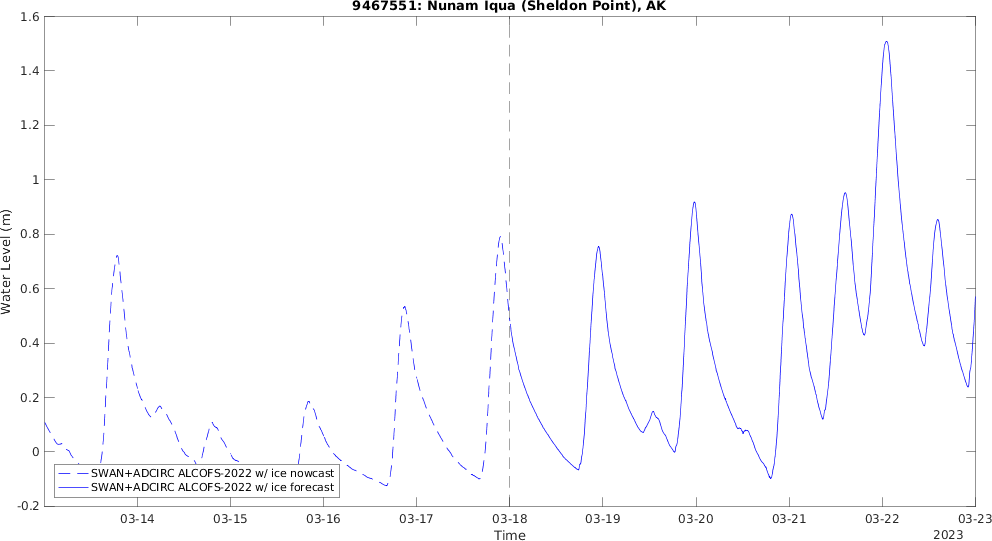 9467551: Nunam Iqua (Sheldon Point), AK
1.6
1.4
1.2
1
0.8
0.6
0.4
0.2
0
-0.2
Water Level (m)
SWAN+ADCIRC ALCOFS-2022 w/ ice nowcast
SWAN+ADCIRC ALCOFS-2022 w/ ice forecast
03-14 03-15 03-16 03-17 03-18 03-19 03-20 03-21 03-22 03-23
Time
2023